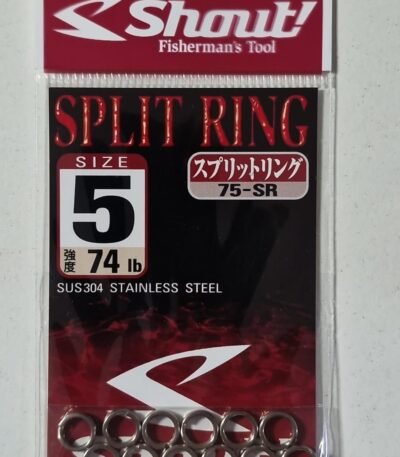 Shout!
Fisherman's Tool
SPLIT RING
SIZE
5
強度 74 lb
スプリットリング
75-SR
SUS304 STAINLESS STEEL